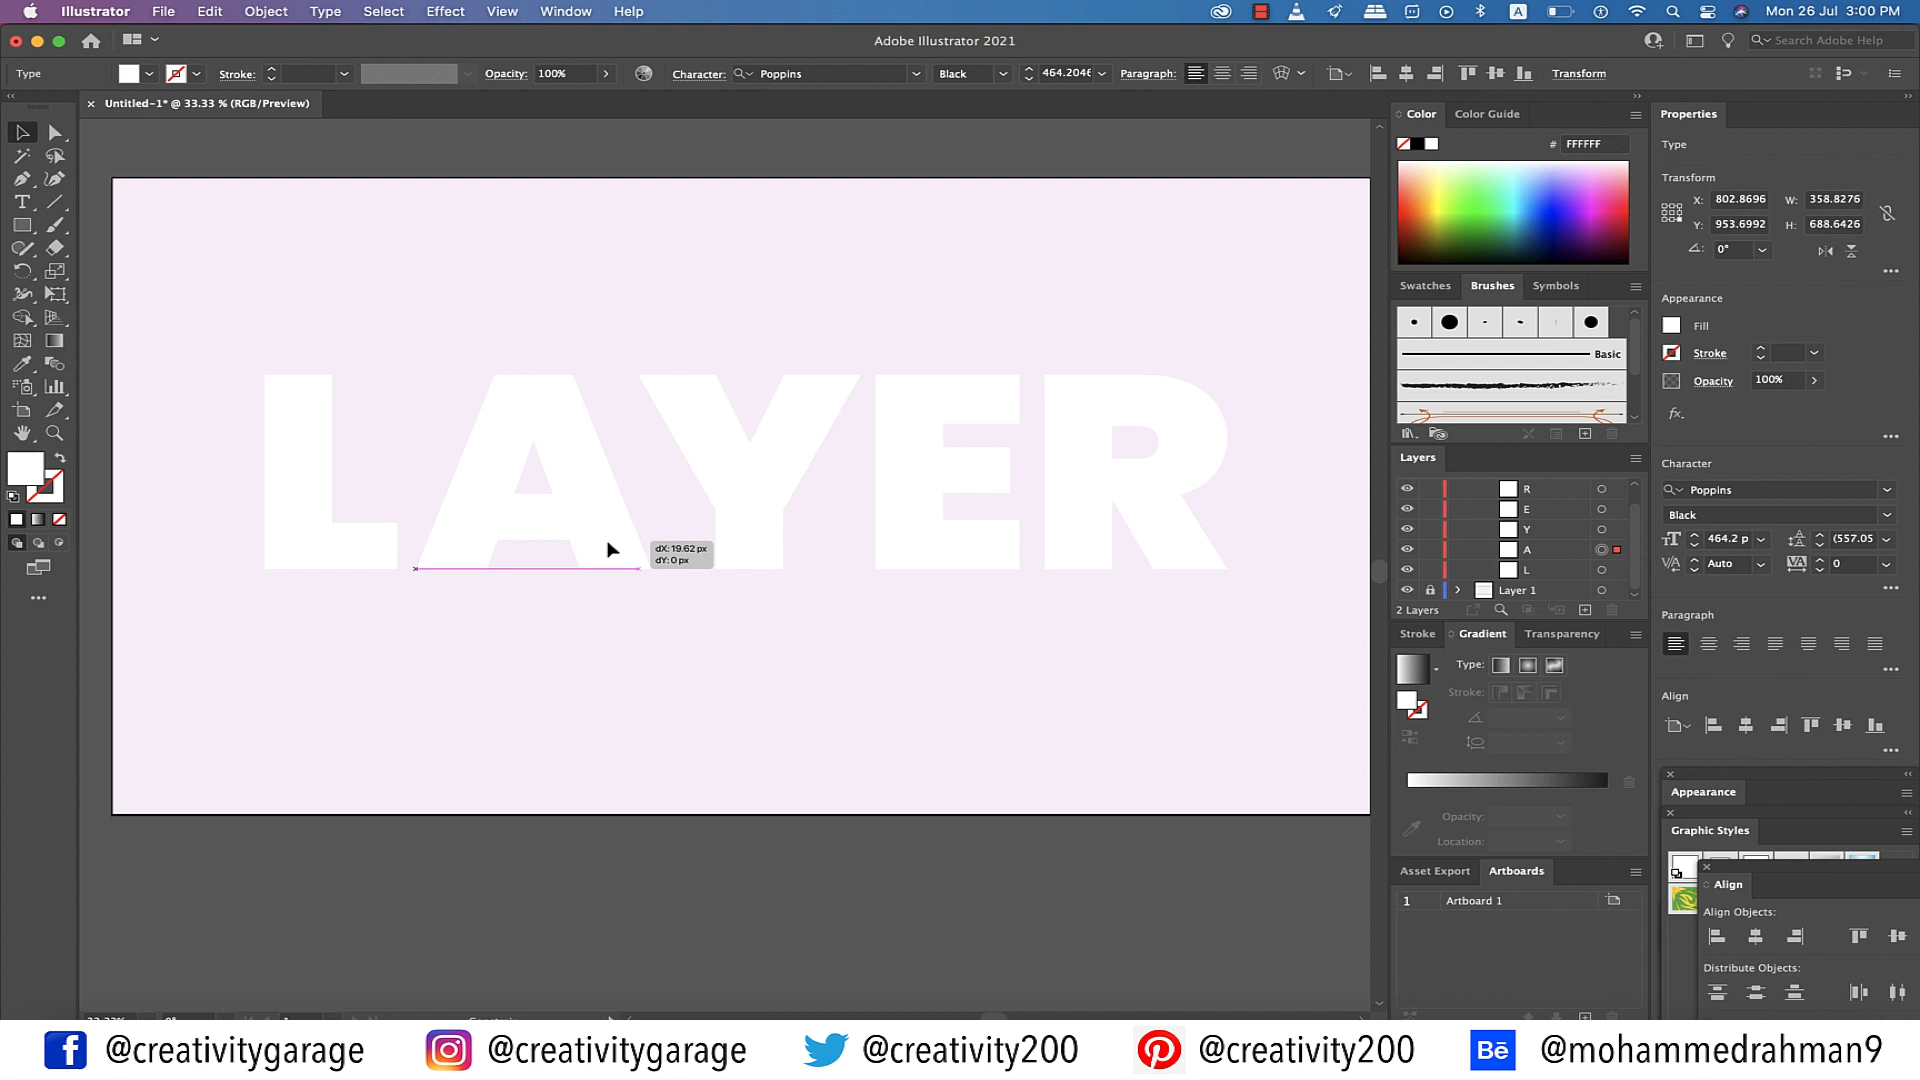 Illustrator File Edit Object Type Select Effect View Window Help
A Mon 26 Jul 3:00 PM
Adobe Illustrator 2021
Search Adobe Help
Type Stroke: Opacity: 100% Character: Poppins Black 464.2046 Paragraph: Transform
Untitled-1* @ 33.33 % (RGB/Preview)
LAYER
dX: 19.62 px
dY: 0 px
Color Color Guide
# FFFFFF
Swatches Brushes Symbols
Basic
Layers
R
E
Y
A
L
Layer 1
2 Layers
Stroke Gradient Transparency
Type:
Stroke:
Opacity:
Location:
Asset Export Artboards
1 Artboard 1
Properties
Type
Transform
X: 802.8696 W: 358.8276
Y: 953.6992 H: 688.6426
0°
Appearance
Fill
Stroke
Opacity 100%
fx.
Character
Poppins
Black
464.2 p (557.05
Auto 0
Paragraph
Align
Appearance
Graphic Styles
Align
Align Objects:
Distribute Objects:
@creativitygarage @creativitygarage @creativity200 @creativity200 Bē @mohammedrahman9